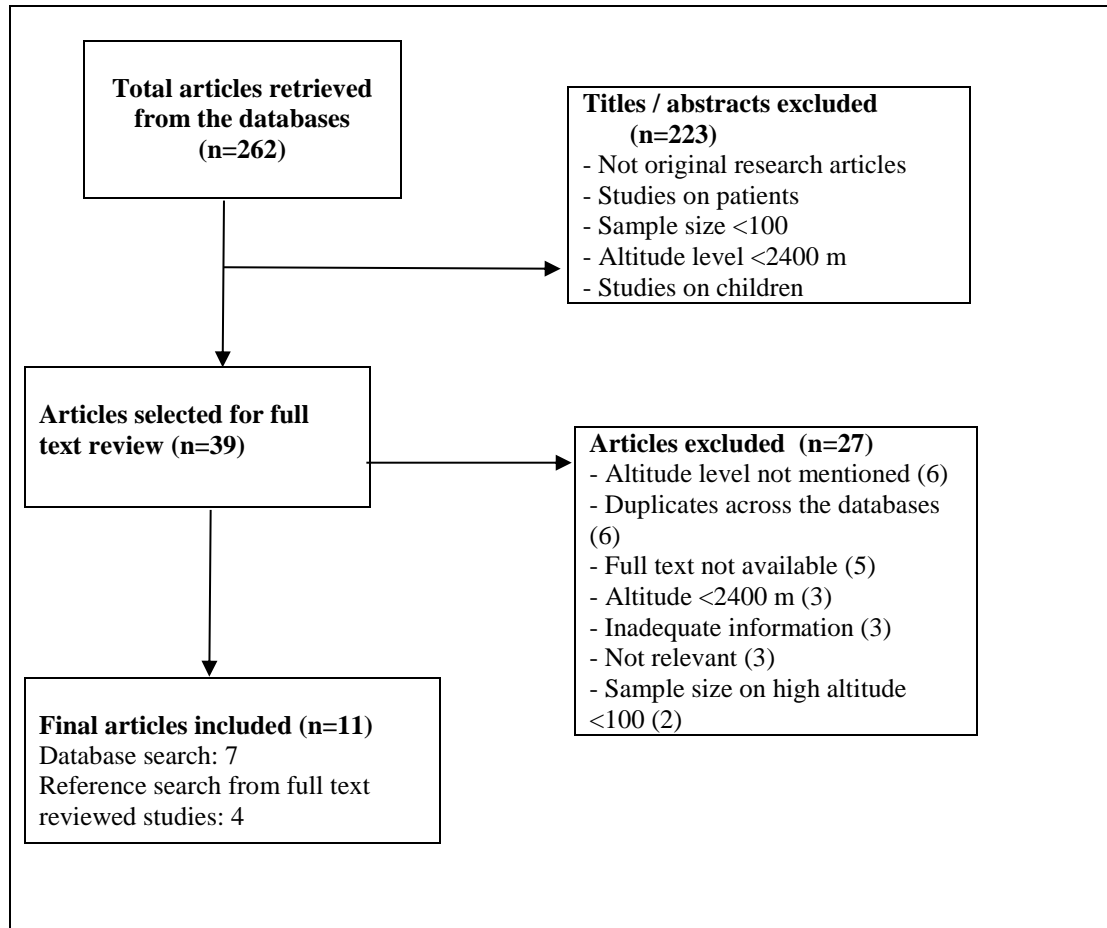 Total articles retrieved
from the databases
(n=262)
Titles / abstracts excluded
(n=223)
- Not original research articles
- Studies on patients
- Sample size <100
- Altitude level <2400 m
- Studies on children
Articles selected for full
text review (n=39)
Articles excluded (n=27)
- Altitude level not mentioned (6)
- Duplicates across the databases
(6)
- Full text not available (5)
- Altitude <2400 m (3)
- Inadequate information (3)
- Not relevant (3)
- Sample size on high altitude
<100 (2)
Final articles included (n=11)
Database search: 7
Reference search from full text
reviewed studies: 4